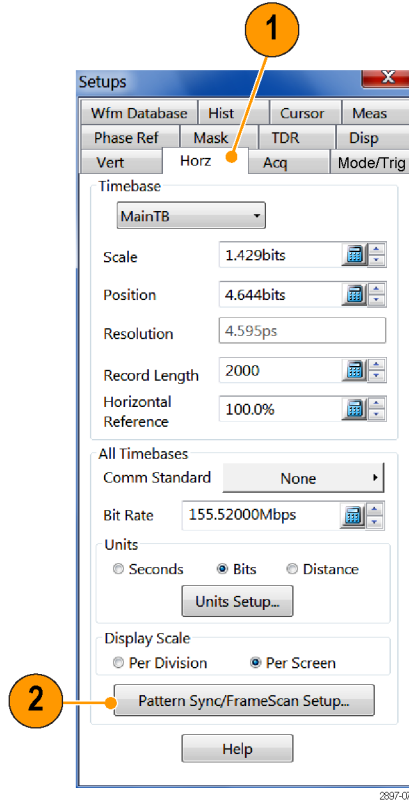 1
Setups
X
Wfm Database Hist Cursor Meas
Phase Ref Mask TDR Disp
Vert Horz Acq Mode/Trig
Timebase
MainTB
Scale 1.429bits
Position 4.644bits
Resolution 4.595ps
Record Length 2000
Horizontal
Reference 100.0%
All Timebases
Comm Standard None
Bit Rate 155.52000Mbps
Units
Seconds Bits Distance
Units Setup...
Display Scale
Per Division Per Screen
2
Pattern Sync/FrameScan Setup...
Help